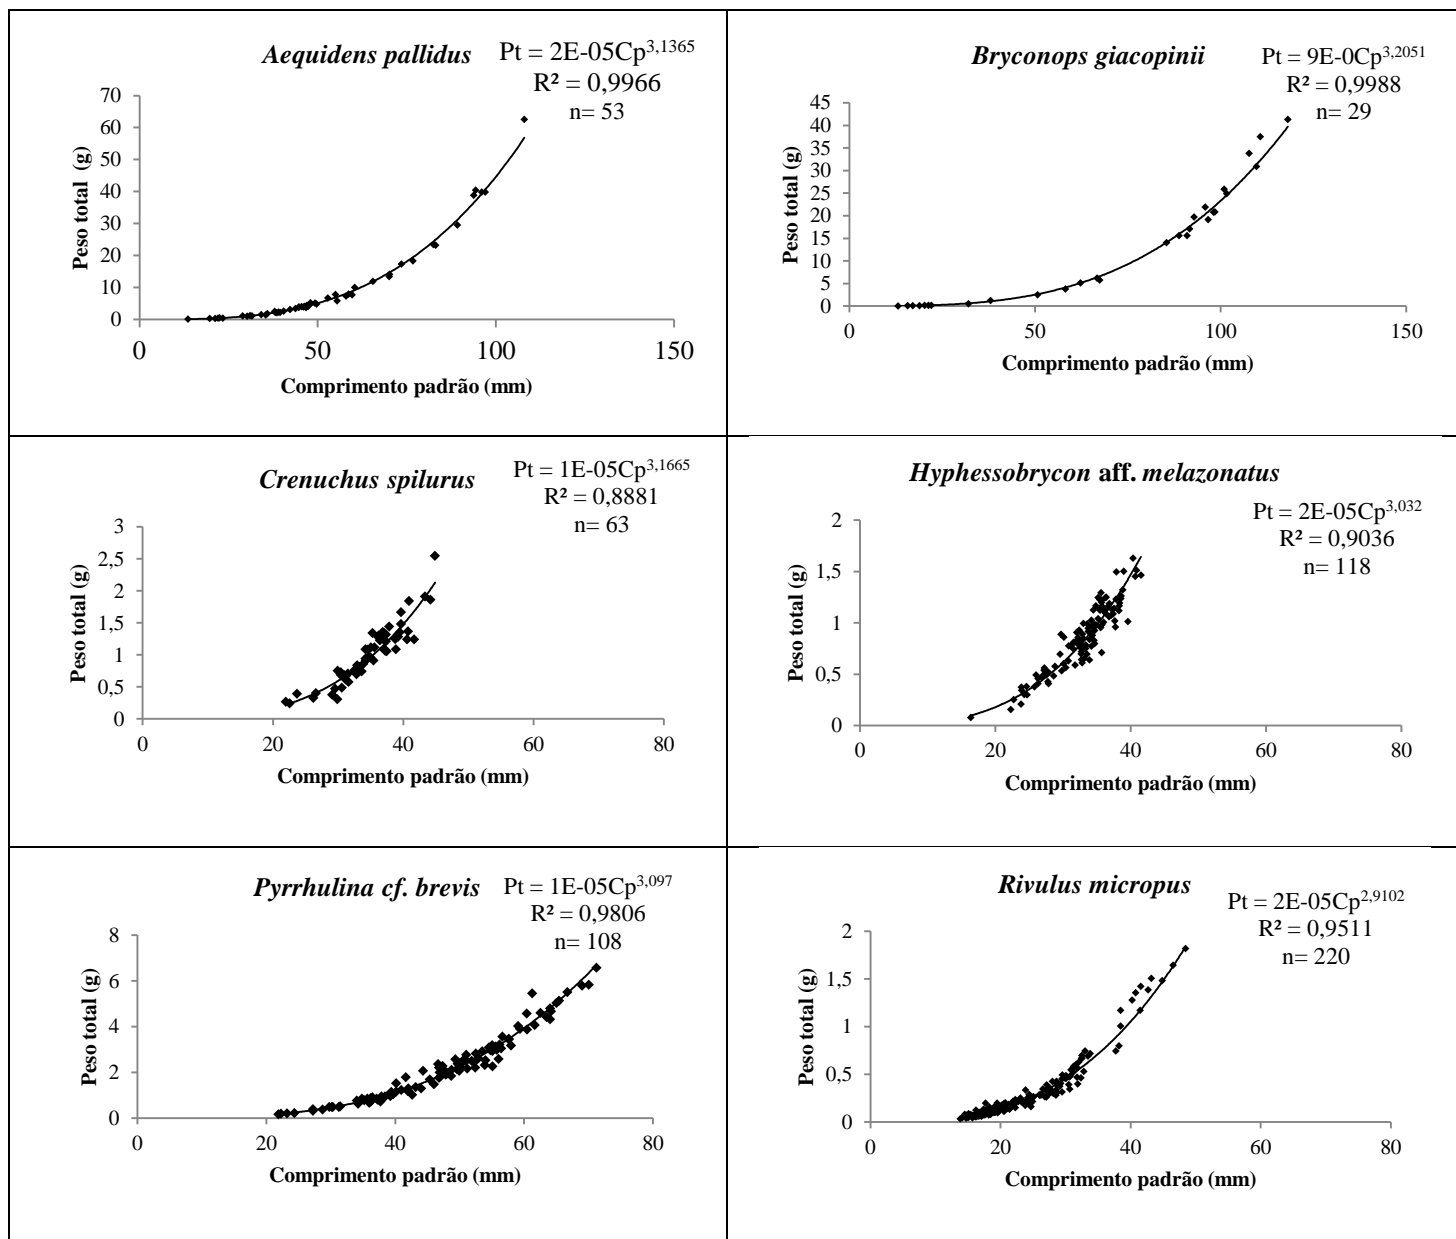 Aequidens pallidus
Pt = 2E-05Cp3,1365
R² = 0,9966
n= 53
70
60
50
40
30
20
10
0
0 50 100 150
Peso total (g)
Comprimento padrão (mm)
Bryconops giacopinii
Pt = 9E-0Cp3,2051
R² = 0,9988
n= 29
45
40
35
30
25
20
15
10
5
0
0 50 100 150
Peso total (g)
Comprimento padrão (mm)
Crenuchus spilurus
Pt = 1E-05Cp3,1665
R² = 0,8881
n= 63
3
2,5
2
1,5
1
0,5
0
0 20 40 60 80
Peso total (g)
Comprimento padrão (mm)
Hyphessobrycon aff. melazonatus
Pt = 2E-05Cp3,032
R² = 0,9036
n= 118
2
1,5
1
0,5
0
0 20 40 60 80
Peso total (g)
Comprimento padrão (mm)
Pyrrhulina cf. brevis
Pt = 1E-05Cp3,097
R² = 0,9806
n= 108
8
6
4
2
0
0 20 40 60 80
Peso total (g)
Comprimento padrão (mm)
Rivulus micropus
Pt = 2E-05Cp2,9102
R² = 0,9511
n= 220
2
1,5
1
0,5
0
0 20 40 60 80
Peso total (g)
Comprimento padrão (mm)